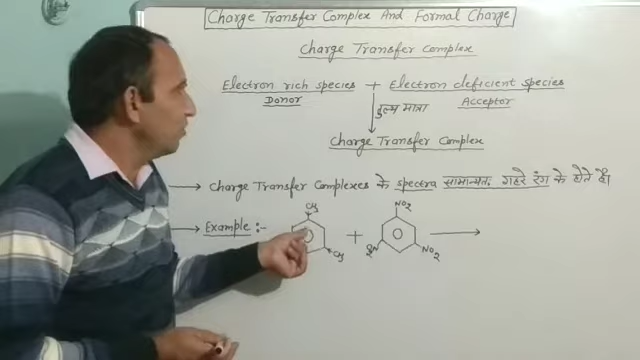 Charge Transfer Complex And Formal Charge
Charge Transfer Complex
Electron rich species + Electron deficient species
Donor Acceptor
तुल्य मात्रा
Charge Transfer Complex
→ Charge Transfer Complexes के spectra सामान्यतः गहरे रंग के होते हैं।
→ Example :-
CH3 NO2
+ →
CH3 O2N NO2